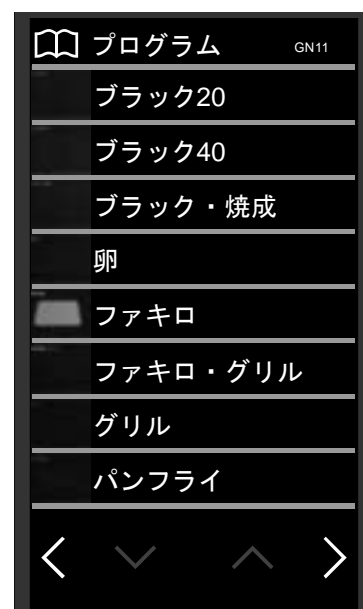 プログラム GN11
ブラック20
ブラック40
ブラック・焼成
卵
ファキロ
ファキロ・グリル
グリル
パンフライ